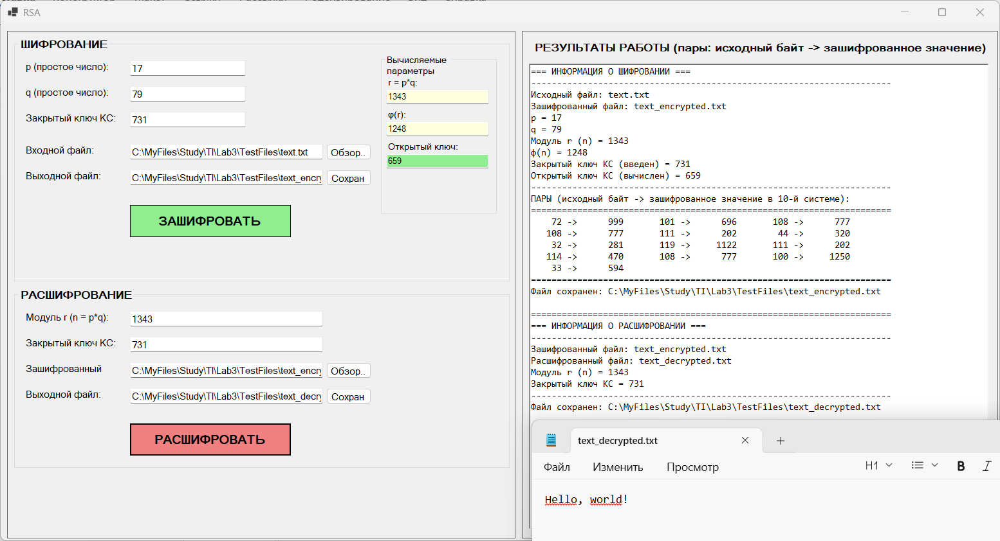 RSA
ШИФРОВАНИЕ
p (простое число):
17
q (простое число):
79
Закрытый ключ KC:
731
Входной файл:
C:\MyFiles\Study\TI\Lab3\TestFiles\text.txt
Обзор..
Выходной файл:
C:\MyFiles\Study\TI\Lab3\TestFiles\text_encry
Сохран
ЗАШИФРОВАТЬ
Вычисляемые
параметры
r = p*q:
1343
φ(r):
1248
Открытый ключ:
659
РАСШИФРОВАНИЕ
Модуль r (n = p*q):
1343
Закрытый ключ KC:
731
Зашифрованный
C:\MyFiles\Study\TI\Lab3\TestFiles\text_encry
Обзор..
Выходной файл:
C:\MyFiles\Study\TI\Lab3\TestFiles\text_decry
Сохран
РАСШИФРОВАТЬ
РЕЗУЛЬТАТЫ РАБОТЫ (пары: исходный байт -> зашифрованное значение)
=== ИНФОРМАЦИЯ О ШИФРОВАНИИ ===
----------------------------------------------------------------------
Исходный файл: text.txt
Зашифрованный файл: text_encrypted.txt
p = 17
q = 79
Модуль r (n) = 1343
ф(n) = 1248
Закрытый ключ KC (введен) = 731
Открытый ключ KC (вычислен) = 659
----------------------------------------------------------------------
ПАРЫ (исходный байт -> зашифрованное значение в 10-й системе):
======================================================================
72 -> 999 101 -> 696 108 -> 777
108 -> 777 111 -> 202 44 -> 320
32 -> 281 119 -> 1122 111 -> 202
114 -> 470 108 -> 777 100 -> 1250
33 -> 594
======================================================================
Файл сохранен: C:\MyFiles\Study\TI\Lab3\TestFiles\text_encrypted.txt
======================================================================
=== ИНФОРМАЦИЯ О РАСШИФРОВАНИИ ===
----------------------------------------------------------------------
Зашифрованный файл: text_encrypted.txt
Расшифрованный файл: text_decrypted.txt
Модуль r (n) = 1343
Закрытый ключ KC = 731
----------------------------------------------------------------------
Файл сохранен: C:\MyFiles\Study\TI\Lab3\TestFiles\text_decrypted.txt
text_decrypted.txt
Файл Изменить Просмотр H1 B I
Hello, world!